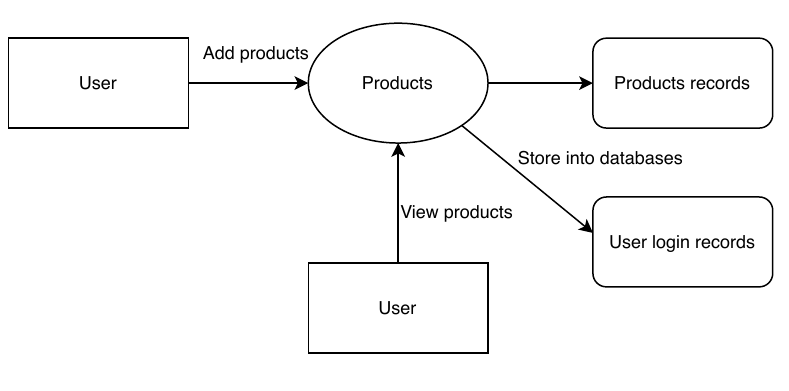 Add products
User
Products
Products records
Store into databases
View products
User login records
User